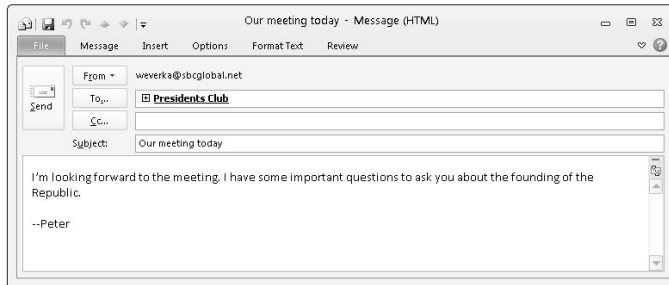 Our meeting today - Message (HTML)
File Message Insert Options Format Text Review
From weverka@sbcglobal.net
Send
To... Presidents Club
Cc...
Subject: Our meeting today
I'm looking forward to the meeting. I have some important questions to ask you about the founding of the
Republic.
--Peter